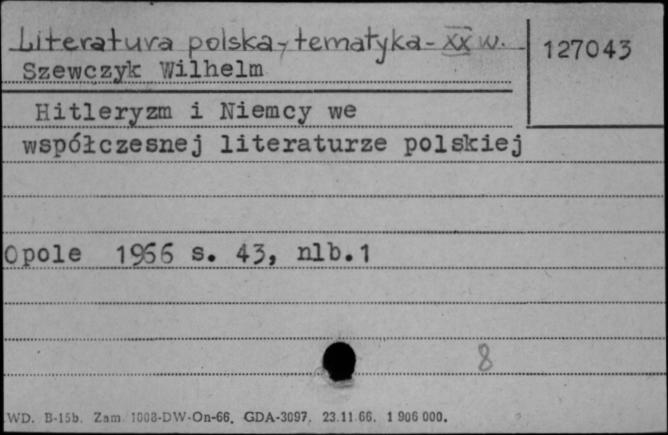 Literatura polska-, tematyka- XX w.
127043
Szewczyk Wilhelm
Hitleryzm i Niemcy we
współczesnej literaturze polskiej
Opole 1966 s. 43, nlb.1
8
WD. B-15b. Zam. 1008-DW-On-66. GDA-3097. 23.11.66. 1 906 000.